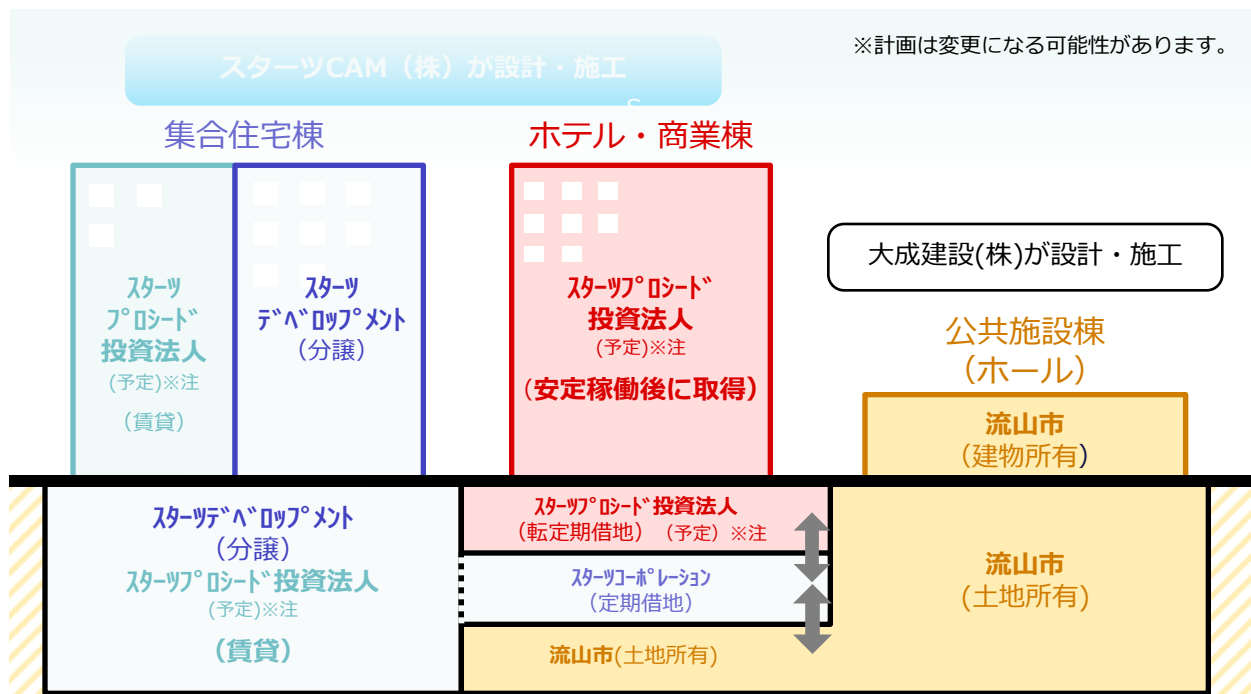 ※計画は変更になる可能性があります。
スターツCAM（株）が設計・施工
S
集合住宅棟
ホテル・商業棟
大成建設(株)が設計・施工
ｽﾀｰﾂ
ﾌﾟﾛｼｰﾄﾞ
投資法人
(予定)※注
（賃貸）
ｽﾀｰﾂ
ﾃﾞﾍﾞﾛｯﾌﾟﾒﾝﾄ
（分譲）
ｽﾀｰﾂﾌﾟﾛｼｰﾄﾞ
投資法人
(予定)※注
（安定稼働後に取得）
公共施設棟
（ホール）
流山市
（建物所有）
ｽﾀｰﾂﾃﾞﾍﾞﾛｯﾌﾟﾒﾝﾄ
（分譲）
ｽﾀｰﾂﾌﾟﾛｼｰﾄﾞ投資法人
(予定)※注
（賃貸）
ｽﾀｰﾂﾌﾟﾛｼｰﾄﾞ投資法人
（転定期借地）（予定）※注
ｽﾀｰﾂｺｰﾎﾟﾚｰｼｮﾝ
（定期借地）
流山市(土地所有)
流山市
(土地所有)